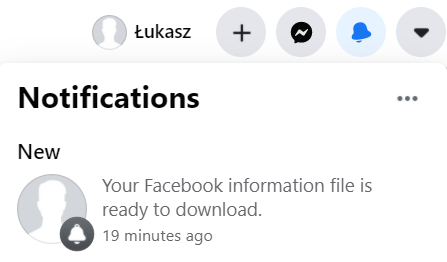 Łukasz
Notifications
New
Your Facebook information file is
ready to download.
19 minutes ago